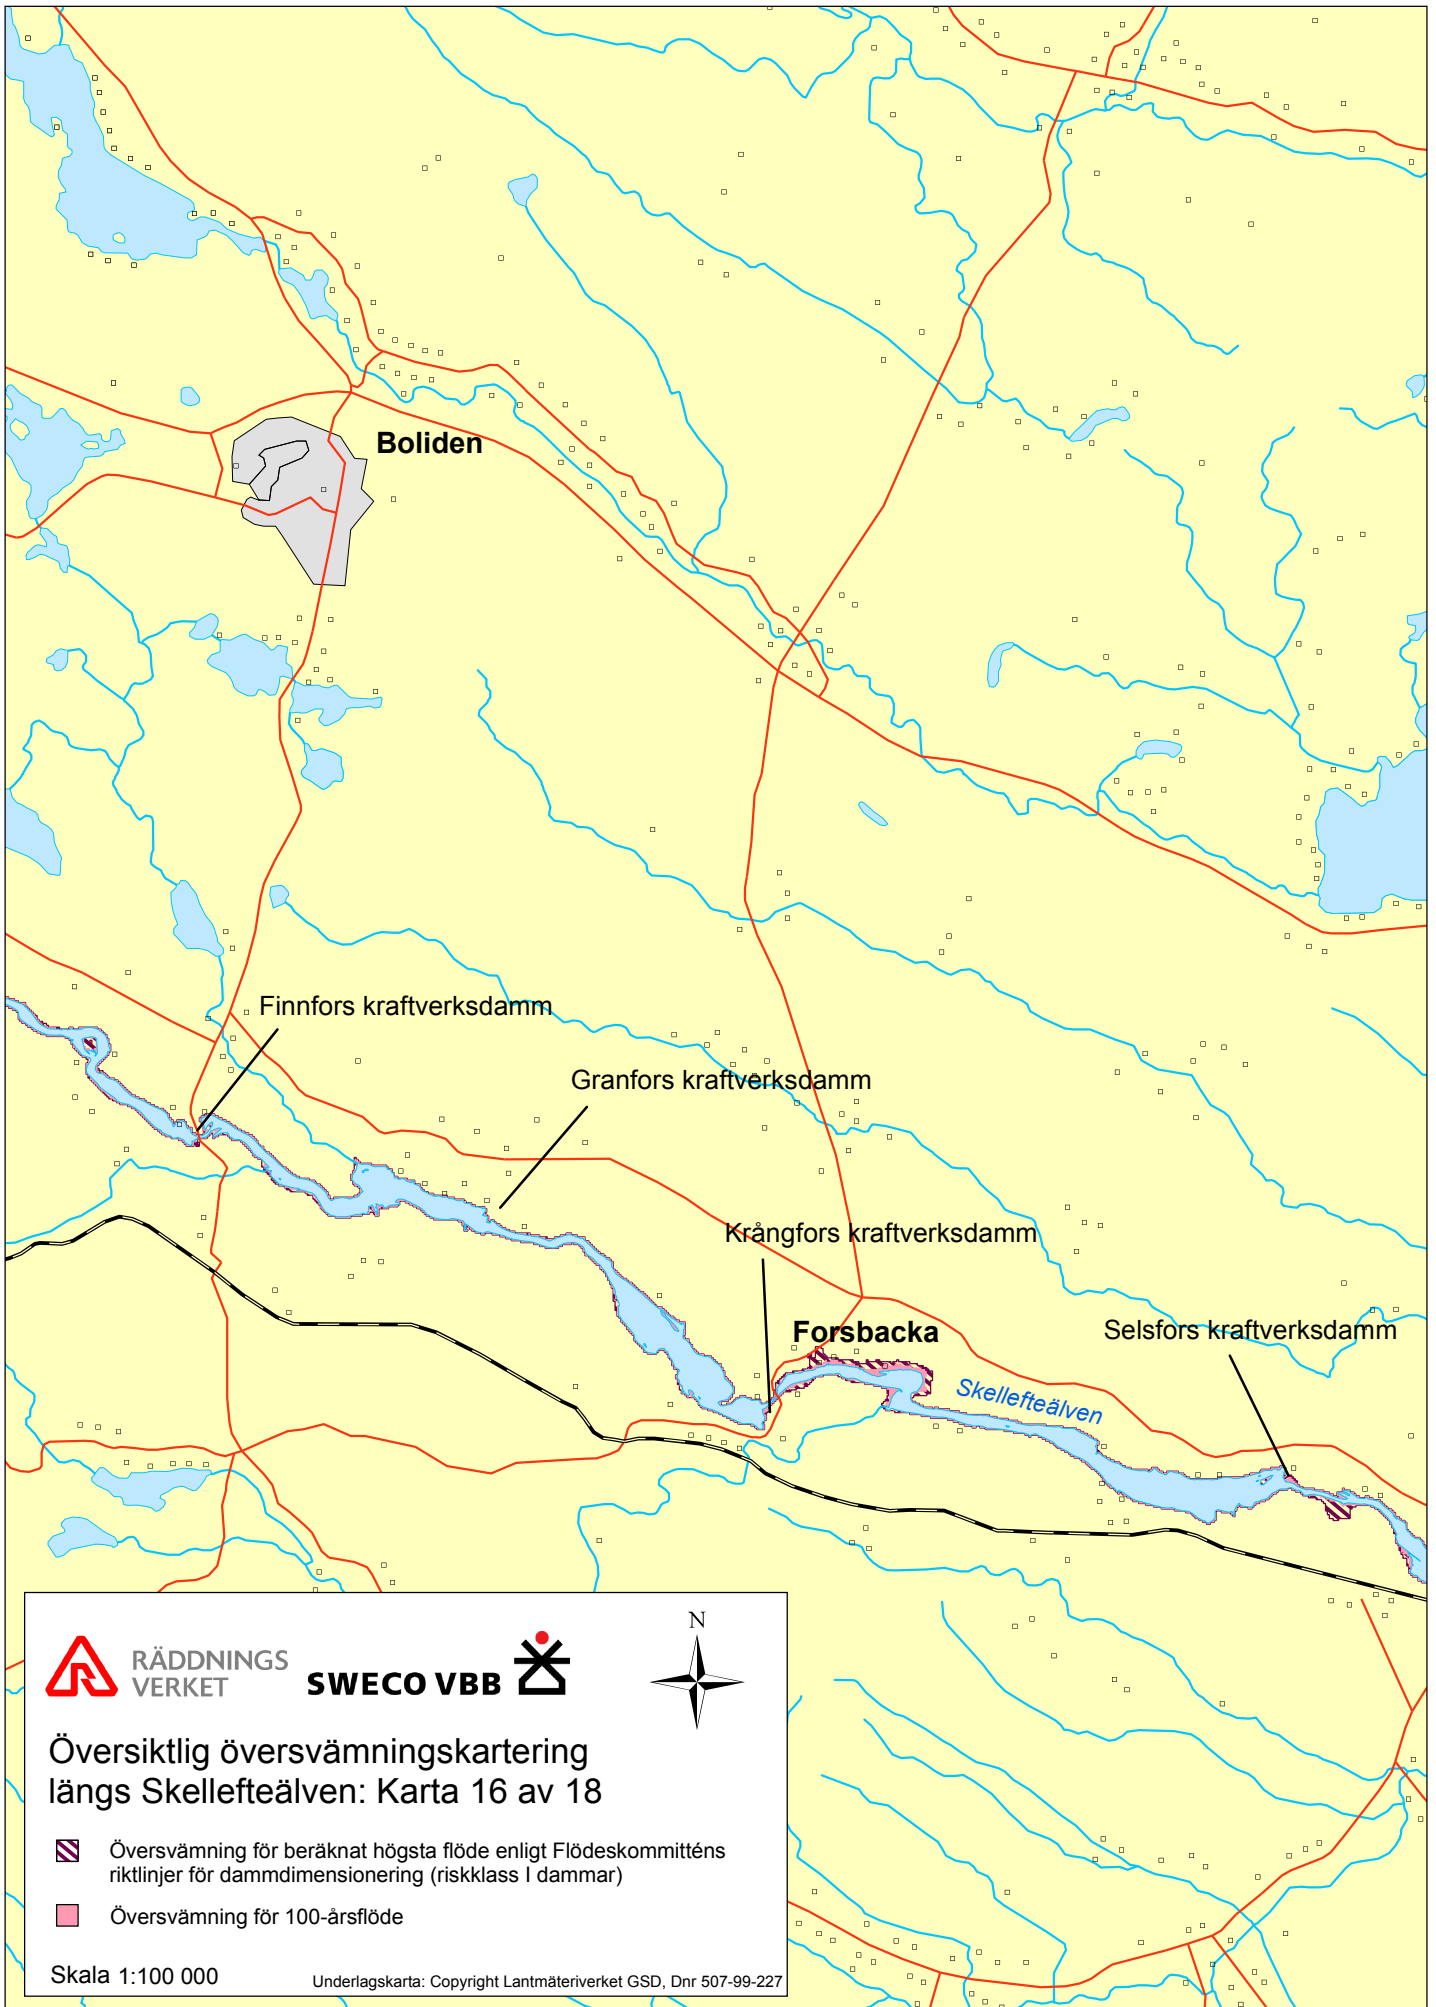 Boliden
Finnfors kraftverksdamm
Granfors kraftverksdamm
Krångfors kraftverksdamm
Forsbacka
Selsfors kraftverksdamm
Skellefteälven
N
RÄDDNINGS
VERKET
SWECO VBB
Översiktlig översvämningskartering
längs Skellefteälven: Karta 16 av 18
Översvämning för beräknat högsta flöde enligt Flödeskommitténs
riktlinjer för dammdimensionering (riskklass I dammar)
Översvämning för 100-årsflöde
Skala 1:100 000
Underlagskarta: Copyright Lantmäteriverket GSD, Dnr 507-99-227